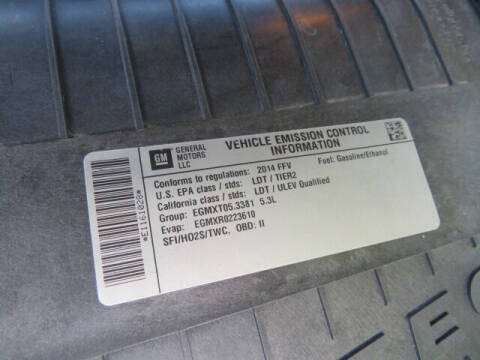 GM
GENERAL
MOTORS
LLC
VEHICLE EMISSION CONTROL
INFORMATION
Conforms to regulations: 2014 FFV Fuel: Gasoline/Ethanol
U.S. EPA class / stds: LDT / TIER2
California class / stds: LDT / ULEV Qualified
Group: EGMXT05.3381 5.3L
Evap: EGMXR0223610
SFI/HO2S/TWC, OBD: II
*E1161020*